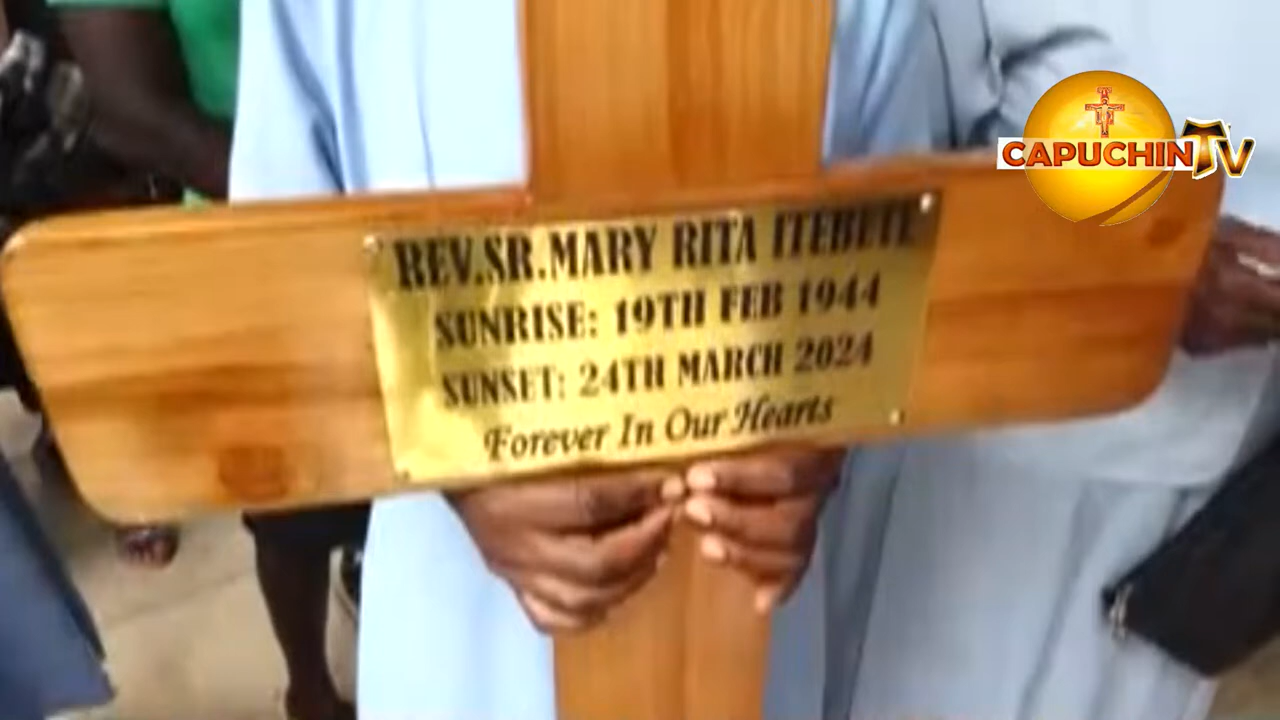 CAPUCHIN TV
REV.SR.MARY RITA ITEBETE
SUNRISE: 19TH FEB 1944
SUNSET: 24TH MARCH 2024
Forever In Our Hearts